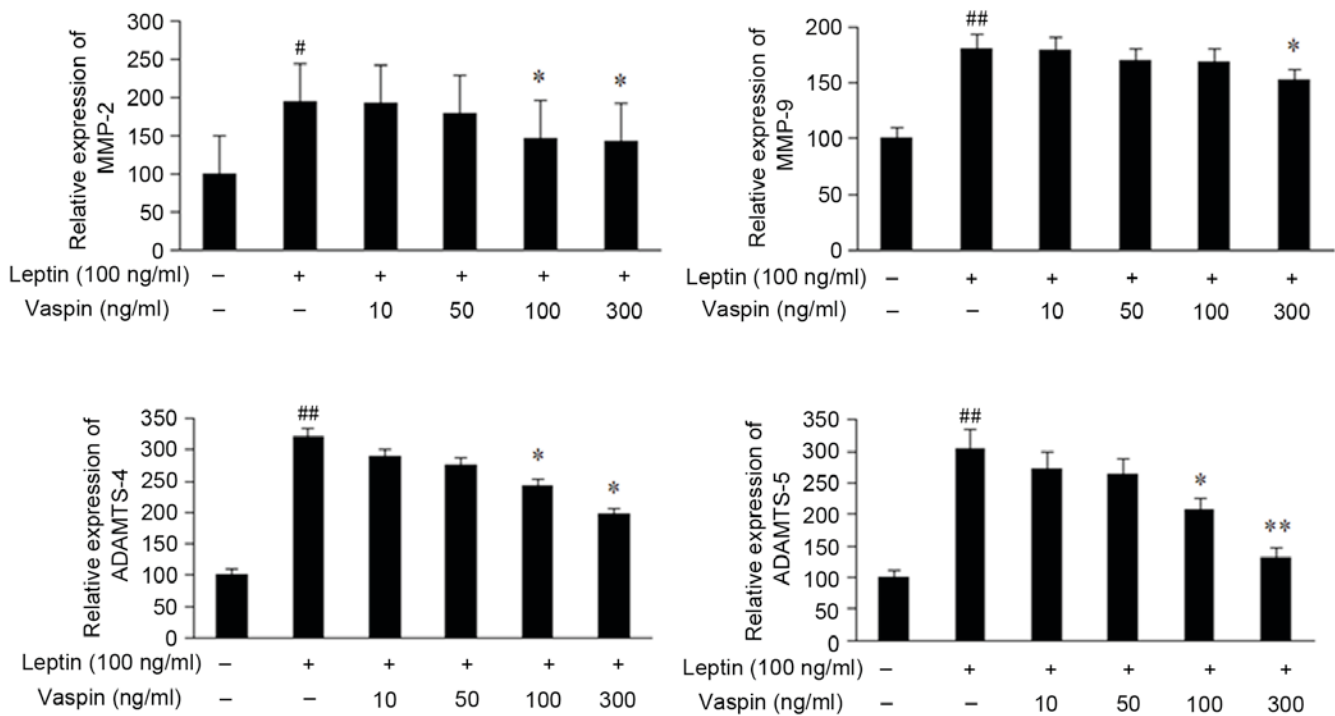 Relative expression of
MMP-2
300
250
200
150
100
50
0
#
*
*
Leptin (100 ng/ml) – + + + + +
Vaspin (ng/ml) – – 10 50 100 300
Relative expression of
MMP-9
200
150
100
50
0
##
*
Leptin (100 ng/ml) – + + + + +
Vaspin (ng/ml) – – 10 50 100 300
Relative expression of
ADAMTS-4
350
300
250
200
150
100
50
0
##
*
*
Leptin (100 ng/ml) – + + + + +
Vaspin (ng/ml) – – 10 50 100 300
Relative expression of
ADAMTS-5
350
300
250
200
150
100
50
0
##
*
**
Leptin (100 ng/ml) – + + + + +
Vaspin (ng/ml) – – 10 50 100 300